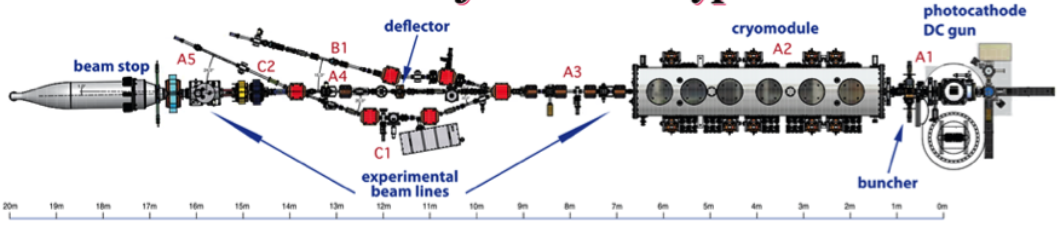 photocathode
DC gun
deflector
cryomodule
A1
A2
B1
A5
C2
A4
A3
beam stop
C1
experimental
beam lines
buncher
20m 19m 18m 17m 16m 15m 14m 13m 12m 11m 10m 9m 8m 7m 6m 5m 4m 3m 2m 1m 0m